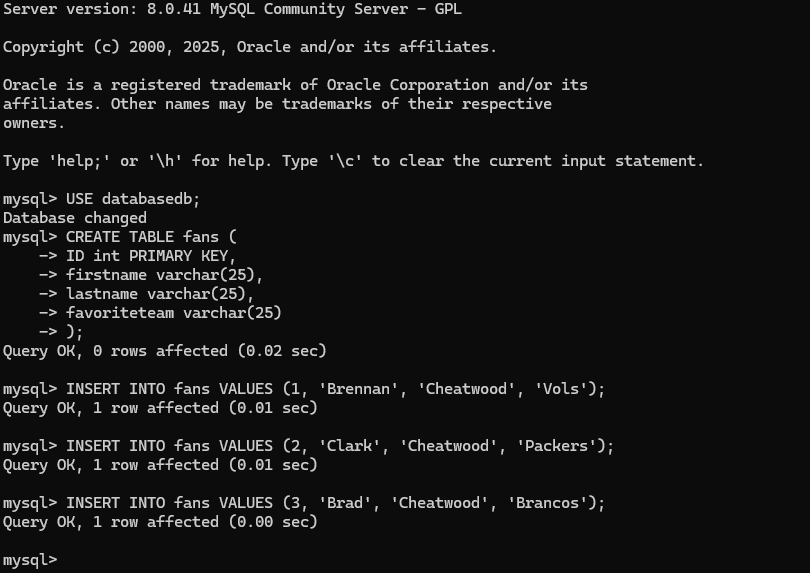 Server version: 8.0.41 MySQL Community Server - GPL
Copyright (c) 2000, 2025, Oracle and/or its affiliates.
Oracle is a registered trademark of Oracle Corporation and/or its
affiliates. Other names may be trademarks of their respective
owners.
Type 'help;' or '\h' for help. Type '\c' to clear the current input statement.
mysql> USE databasedb;
Database changed
mysql> CREATE TABLE fans (
    -> ID int PRIMARY KEY,
    -> firstname varchar(25),
    -> lastname varchar(25),
    -> favoriteteam varchar(25)
    -> );
Query OK, 0 rows affected (0.02 sec)
mysql> INSERT INTO fans VALUES (1, 'Brennan', 'Cheatwood', 'Vols');
Query OK, 1 row affected (0.01 sec)
mysql> INSERT INTO fans VALUES (2, 'Clark', 'Cheatwood', 'Packers');
Query OK, 1 row affected (0.01 sec)
mysql> INSERT INTO fans VALUES (3, 'Brad', 'Cheatwood', 'Brancos');
Query OK, 1 row affected (0.00 sec)
mysql>